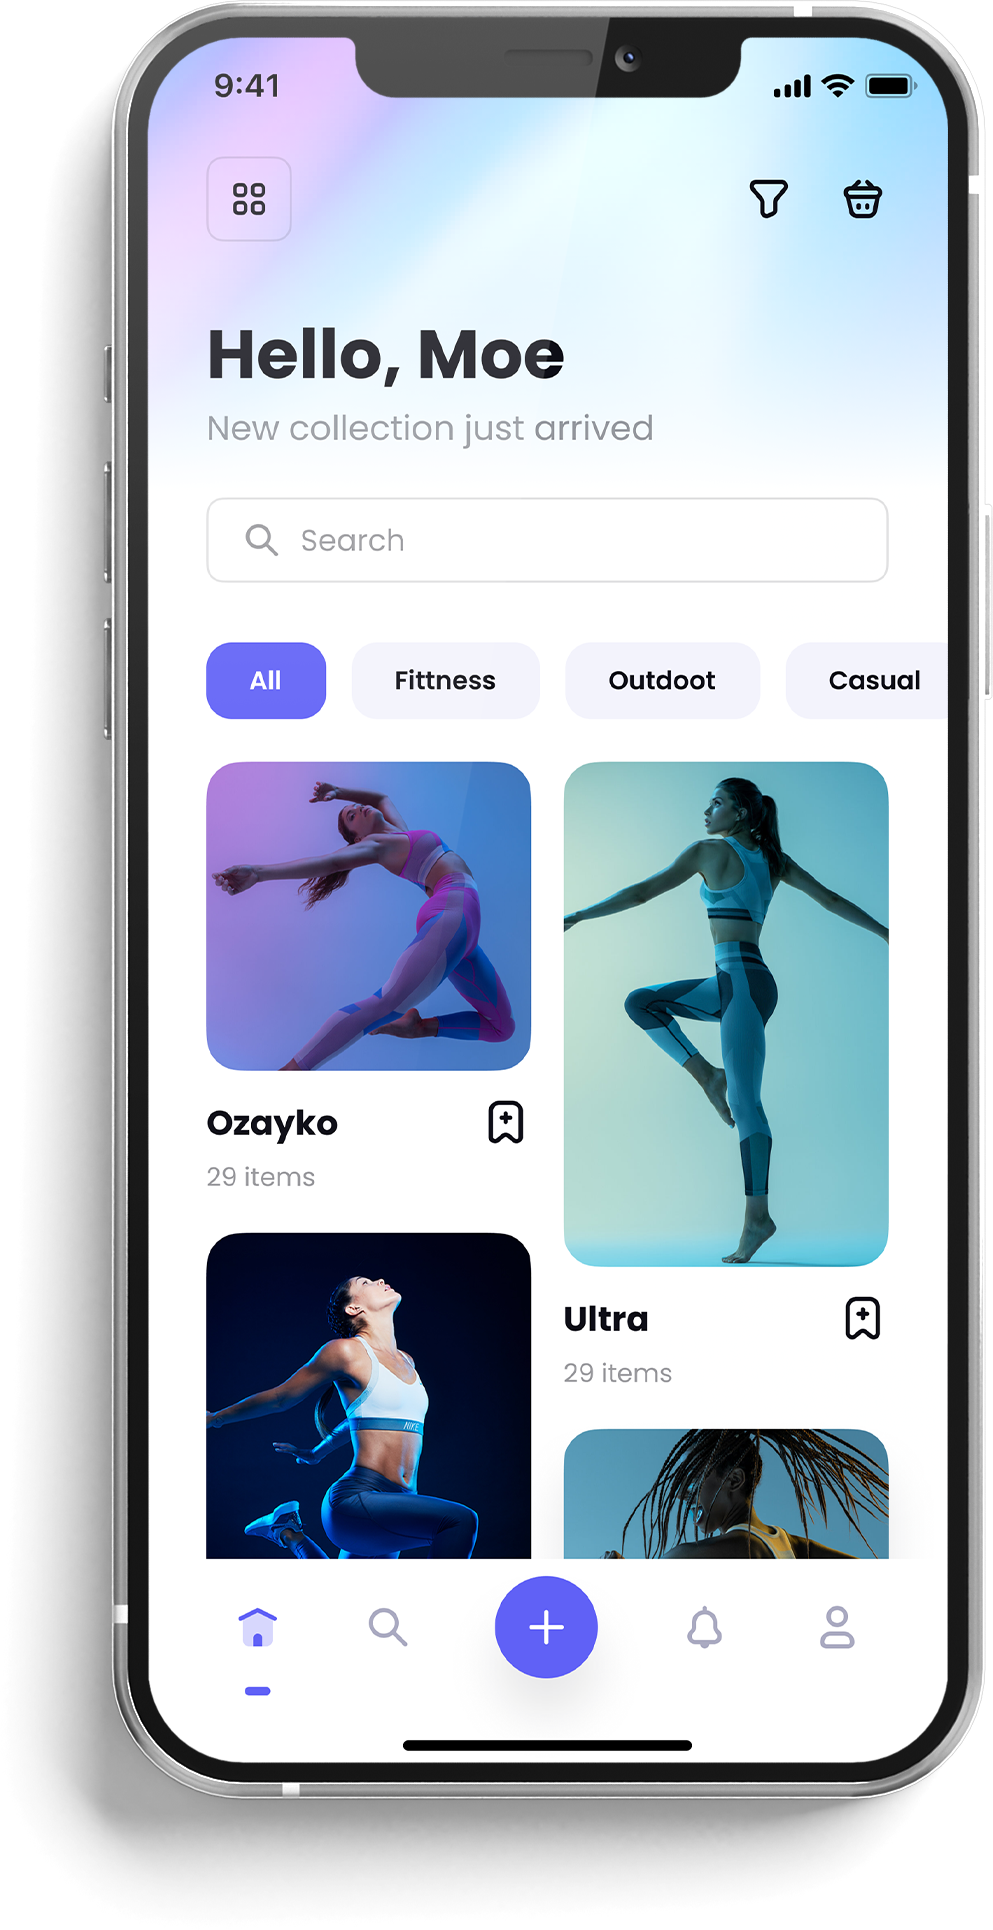 9:41
Hello, Moe
New collection just arrived
Search
All Fittness Outdoot Casual
Ozayko
29 items
Ultra
29 items
NIKE